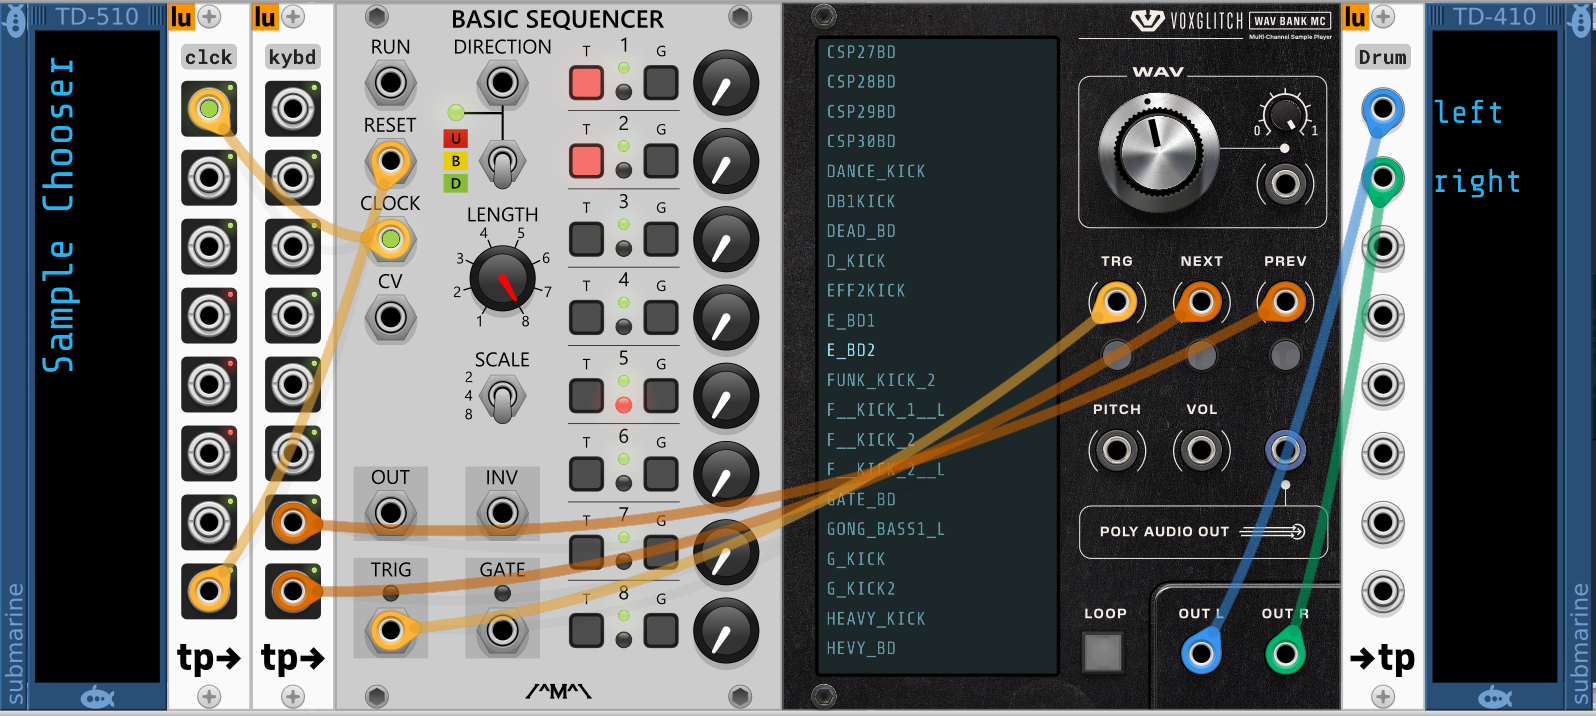 TD-510
Sample Chooser
submarine
lu
clck
tp→
lu
kybd
tp→
BASIC SEQUENCER
RUN
DIRECTION
RESET
U
B
D
CLOCK
LENGTH
1 2 3 4 5 6 7 8
CV
SCALE
2
4
8
OUT
INV
TRIG
GATE
T 1 G
T 2 G
T 3 G
T 4 G
T 5 G
T 6 G
T 7 G
T 8 G
/^M^\
CSP27BD
CSP28BD
CSP29BD
CSP30BD
DANCE_KICK
DB1KICK
DEAD_BD
D_KICK
EFF2KICK
E_BD1
E_BD2
FUNK_KICK_2
F__KICK_1__L
F__KICK_2
F__KICK_2__L
GATE_BD
GONG_BASS1_L
G_KICK
G_KICK2
HEAVY_KICK
HEVY_BD
VOXGLITCH
WAV BANK MC
Multi-Channel Sample Player
WAV
0 1
TRG
NEXT
PREV
PITCH
VOL
POLY AUDIO OUT
LOOP
OUT L
OUT R
lu
Drum
→tp
TD-410
left
right
submarine